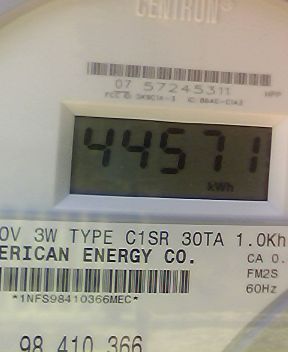 CENTRON®
07 57245311
44571
kWh
0V 3W TYPE C1SR 30TA 1.0Kh
ERICAN ENERGY CO.
CA 0.
FM2S
*1NFS98410366MEC*
60Hz
98 410 366